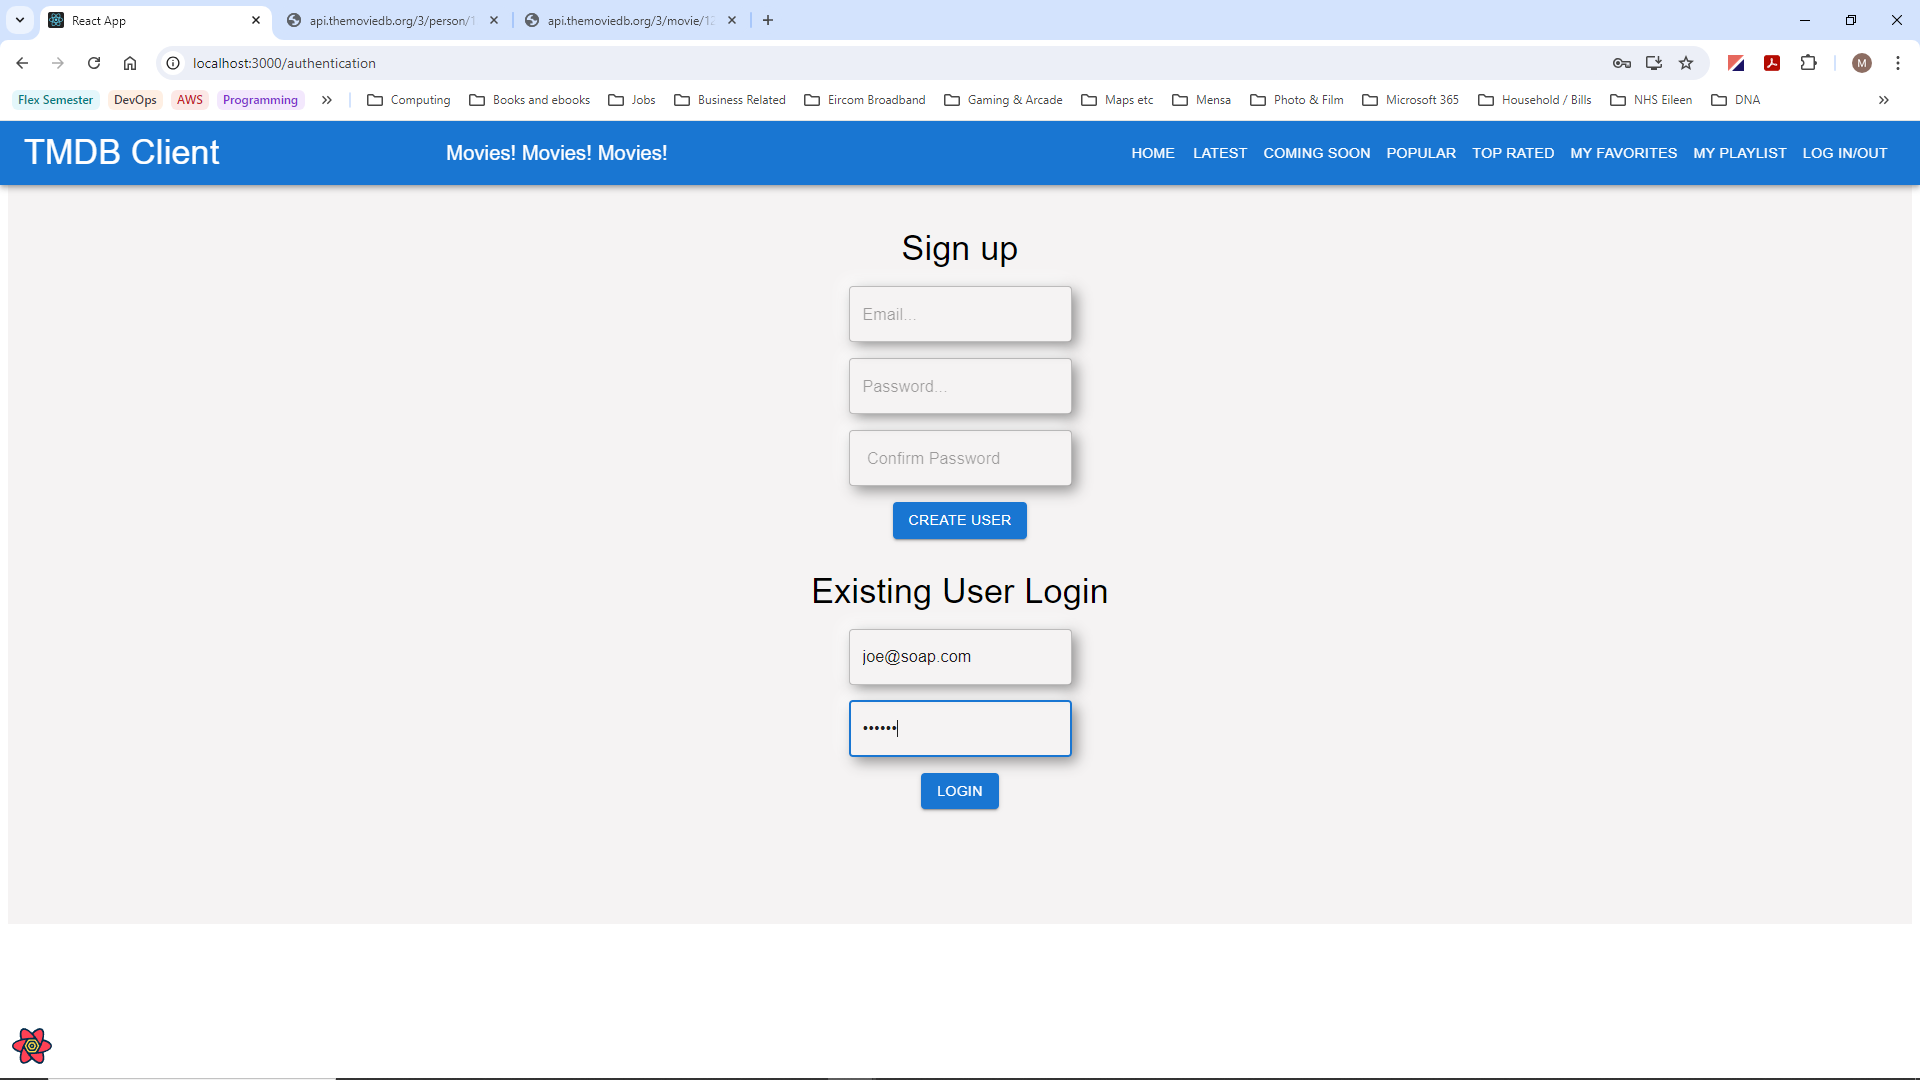 React App
api.themoviedb.org/3/person/1
api.themoviedb.org/3/movie/12
localhost:3000/authentication
M
Flex Semester DevOps AWS Programming Computing Books and ebooks Jobs Business Related Eircom Broadband Gaming & Arcade Maps etc Mensa Photo & Film Microsoft 365 Household / Bills NHS Eileen DNA
TMDB Client Movies! Movies! Movies! HOME LATEST COMING SOON POPULAR TOP RATED MY FAVORITES MY PLAYLIST LOG IN/OUT
Sign up
Email...
Password...
Confirm Password
CREATE USER
Existing User Login
joe@soap.com
••••••
LOGIN